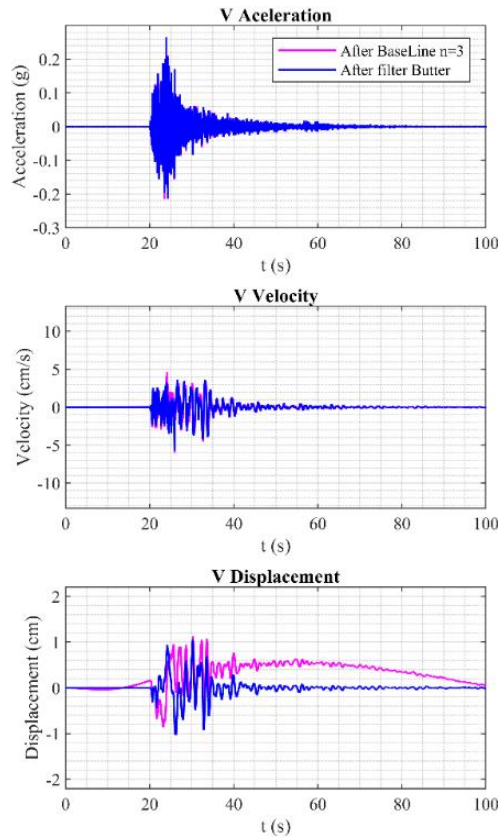 V Acceleration
After BaseLine n=3
After filter Butter
Acceleration (g)
0.2
0.1
0
-0.1
-0.2
-0.3
0 20 40 60 80 100
t (s)
V Velocity
Velocity (cm/s)
10
5
0
-5
-10
0 20 40 60 80 100
t (s)
V Displacement
Displacement (cm)
2
1
0
-1
-2
0 20 40 60 80 100
t (s)